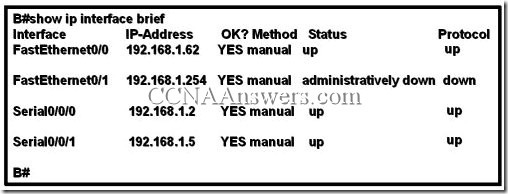 B#show ip interface brief
Interface IP-Address OK? Method Status Protocol
FastEthernet0/0 192.168.1.62 YES manual up up
FastEthernet0/1 192.168.1.254 YES manual administratively down down
CCNAAnswers.com
Serial0/0/0 192.168.1.2 YES manual up up
Serial0/0/1 192.168.1.5 YES manual up up
B#